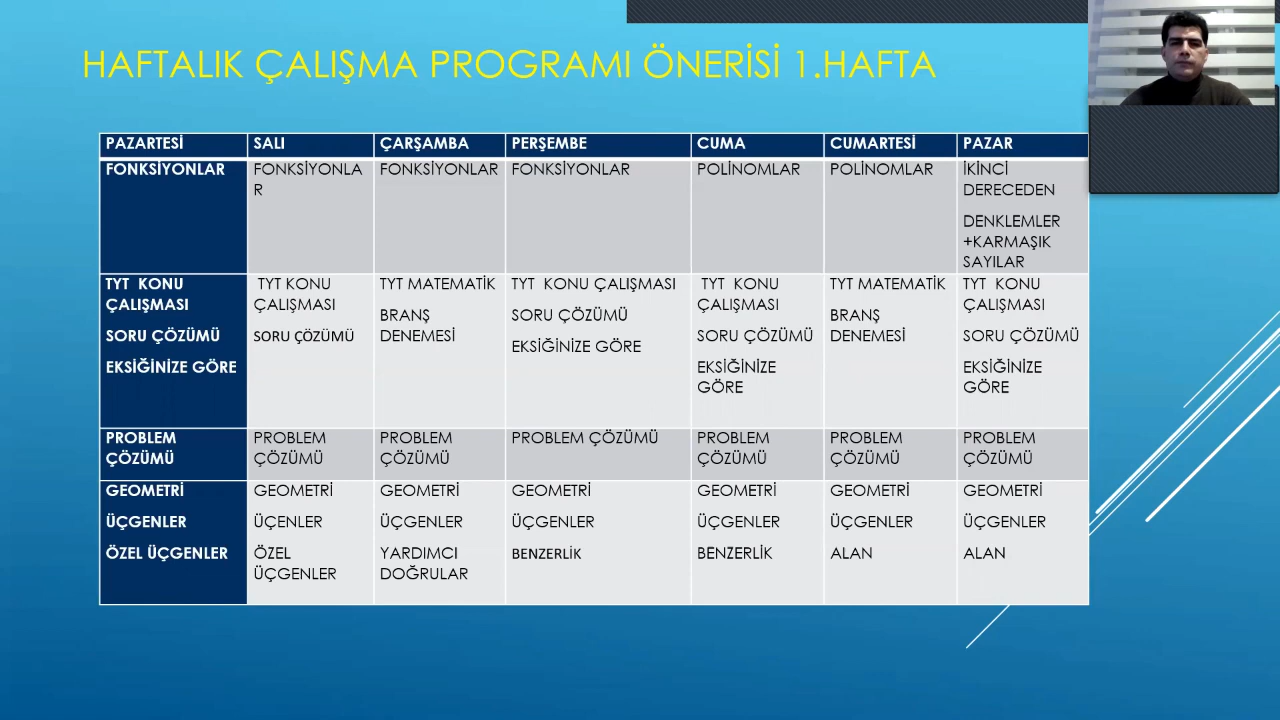 HAFTALIK ÇALIŞMA PROGRAMI ÖNERİSİ 1.HAFTA
PAZARTESİ SALI ÇARŞAMBA PERŞEMBE CUMA CUMARTESİ PAZAR
FONKSİYONLAR
FONKSİYONLA
R
FONKSİYONLAR
FONKSİYONLAR
POLİNOMLAR
POLİNOMLAR
İKİNCİ
DERECEDEN
DENKLEMLER
+KARMAŞIK
SAYILAR
TYT KONU
ÇALIŞMASI
SORU ÇÖZÜMÜ
EKSİĞİNİZE GÖRE
TYT KONU
ÇALIŞMASI
SORU ÇÖZÜMÜ
TYT MATEMATİK
BRANŞ
DENEMESİ
TYT KONU ÇALIŞMASI
SORU ÇÖZÜMÜ
EKSİĞİNİZE GÖRE
TYT KONU
ÇALIŞMASI
SORU ÇÖZÜMÜ
EKSİĞİNİZE
GÖRE
TYT MATEMATİK
BRANŞ
DENEMESİ
TYT KONU
ÇALIŞMASI
SORU ÇÖZÜMÜ
EKSİĞİNİZE
GÖRE
PROBLEM
ÇÖZÜMÜ
PROBLEM
ÇÖZÜMÜ
PROBLEM
ÇÖZÜMÜ
PROBLEM ÇÖZÜMÜ
PROBLEM
ÇÖZÜMÜ
PROBLEM
ÇÖZÜMÜ
PROBLEM
ÇÖZÜMÜ
GEOMETRİ
ÜÇGENLER
ÖZEL ÜÇGENLER
GEOMETRİ
ÜÇENLER
ÖZEL
ÜÇGENLER
GEOMETRİ
ÜÇGENLER
YARDIMCI
DOĞRULAR
GEOMETRİ
ÜÇGENLER
BENZERLİK
GEOMETRİ
ÜÇGENLER
BENZERLİK
GEOMETRİ
ÜÇGENLER
ALAN
GEOMETRİ
ÜÇGENLER
ALAN